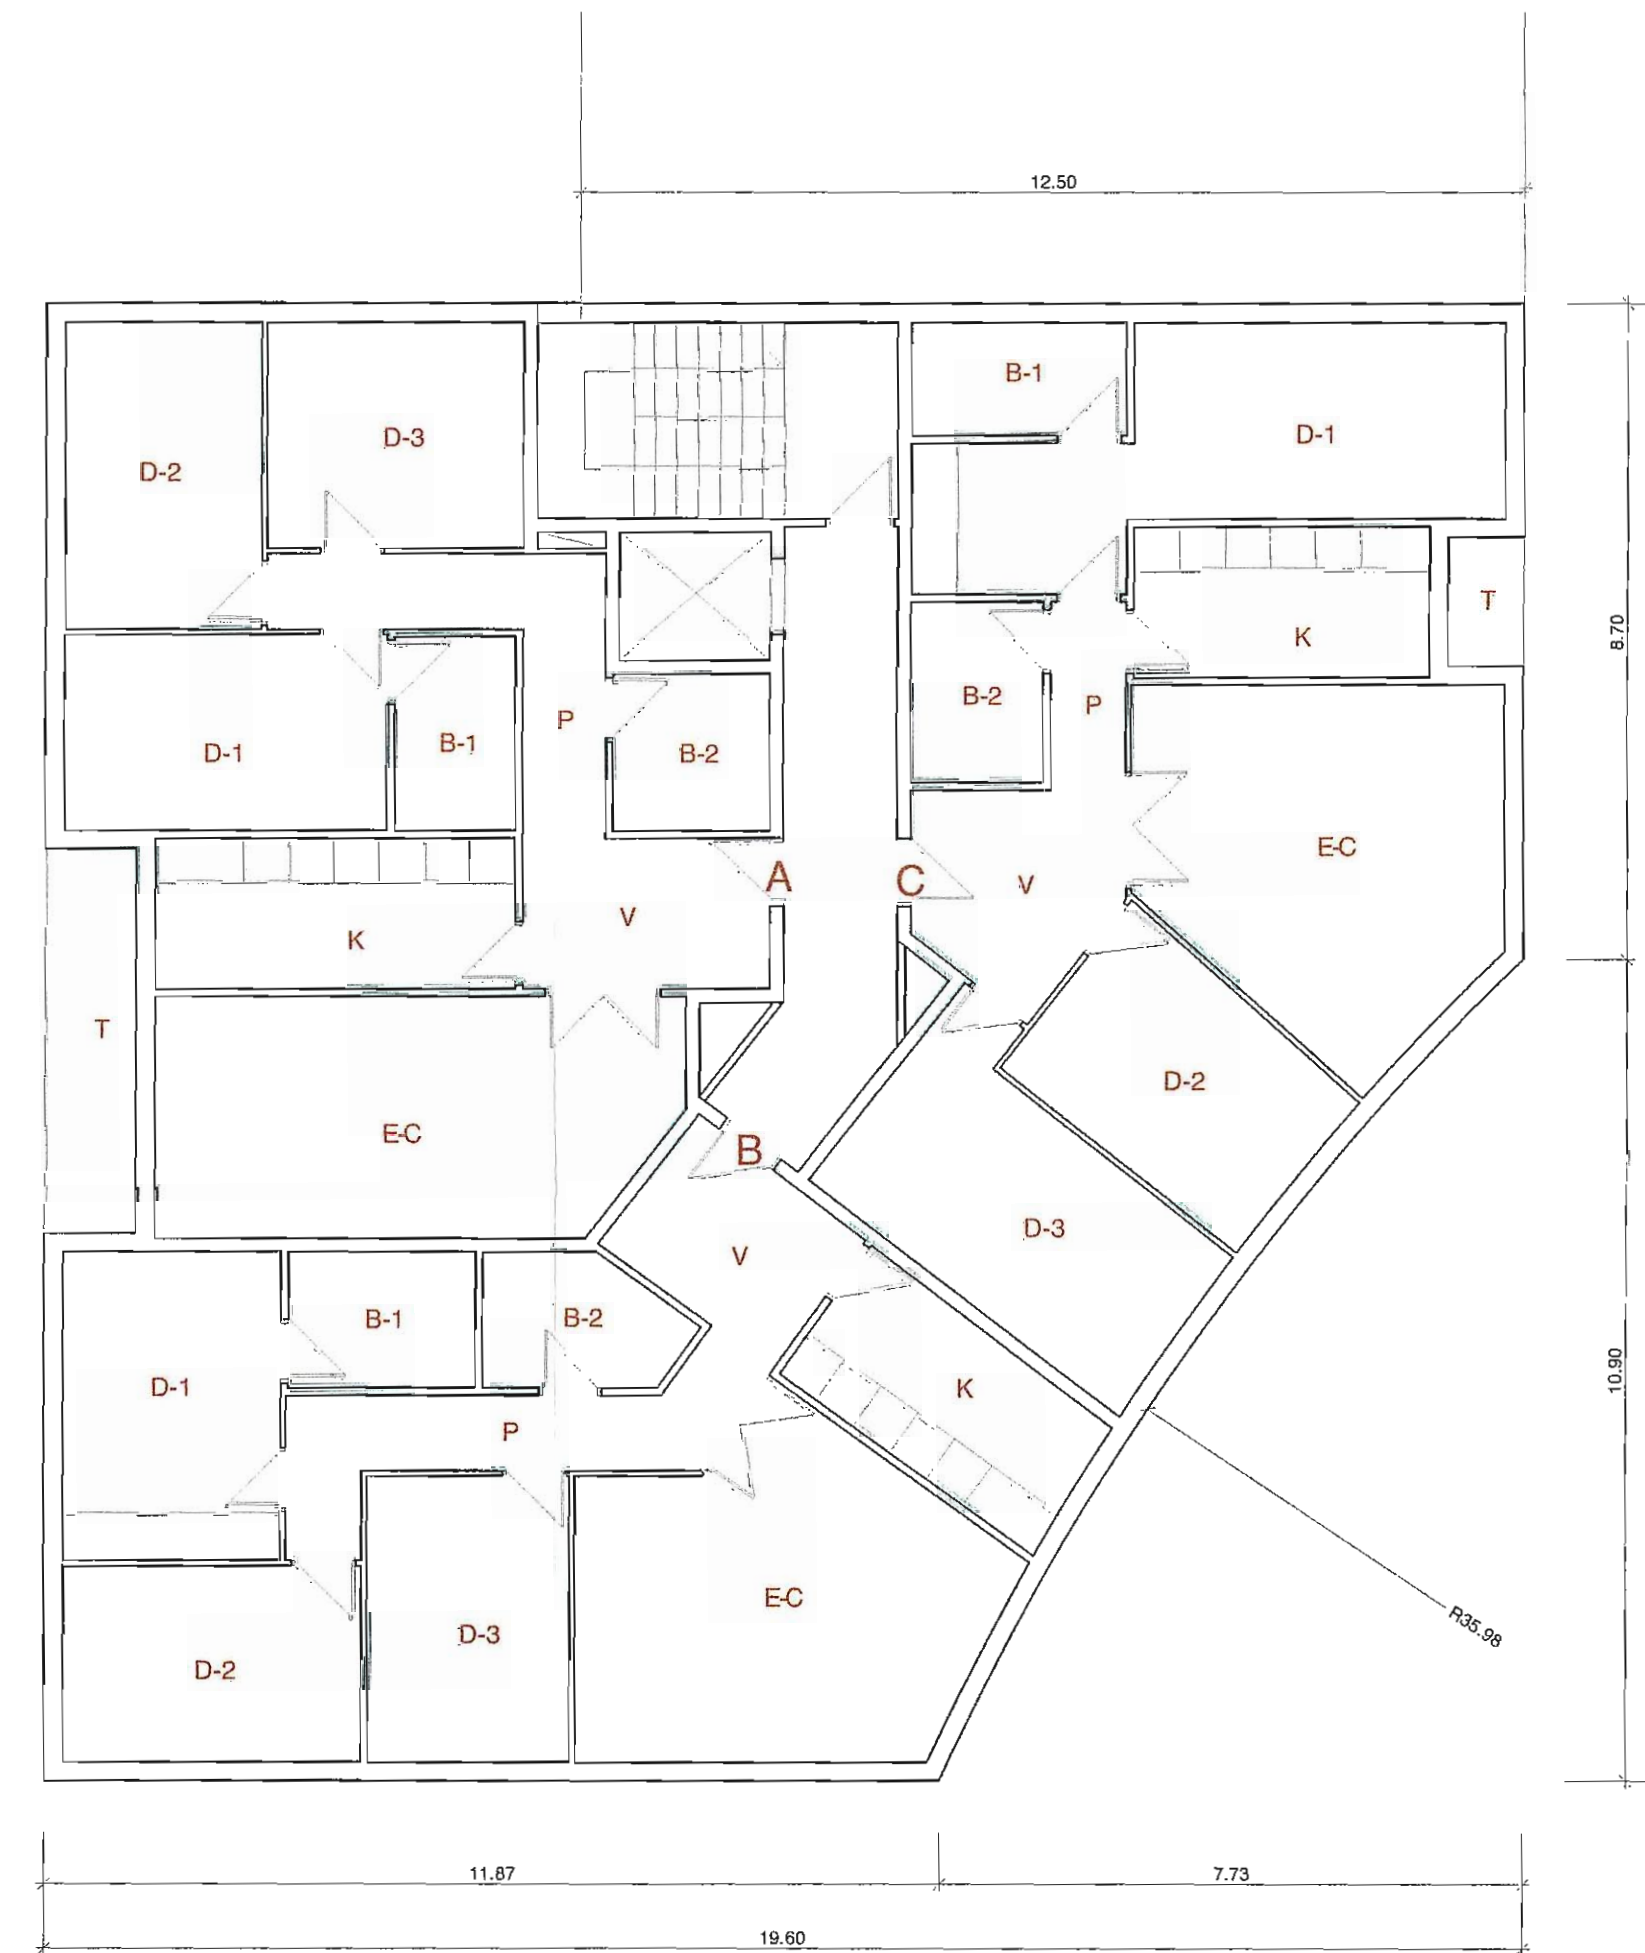 12.50
B-1
D-3
D-1
D-2
T
K
B-2
P
P
B-1
D-1
B-2
E-C
A
C
V
V
K
T
D-2
E-C
B
D-3
V
B-1
B-2
D-1
K
P
E-C
D-3
D-2
8.70
10.90
R35.98
11.87
7.73
19.60